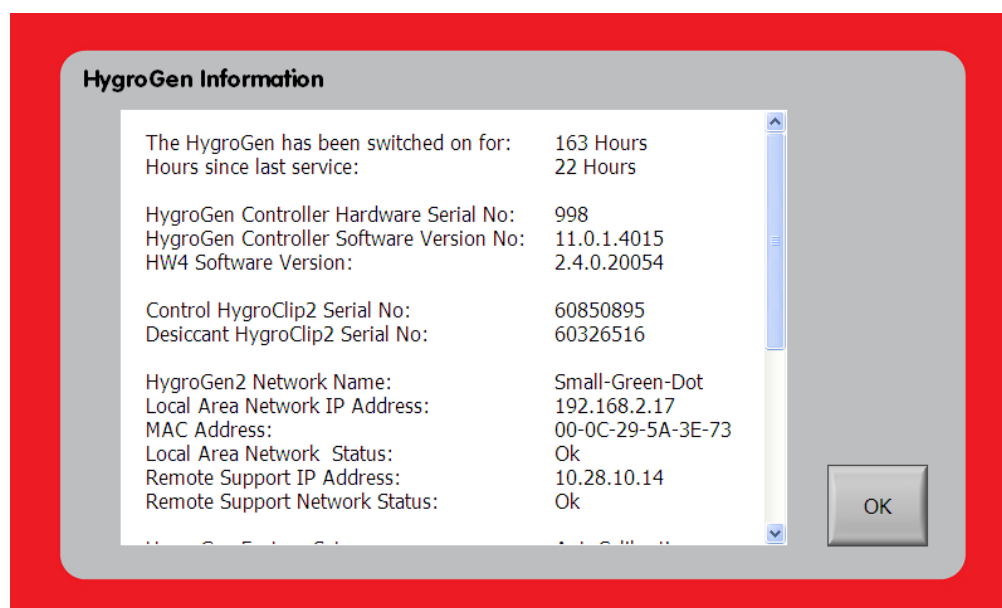 HygroGen Information
The HygroGen has been switched on for: 163 Hours
Hours since last service: 22 Hours
HygroGen Controller Hardware Serial No: 998
HygroGen Controller Software Version No: 11.0.1.4015
HW4 Software Version: 2.4.0.20054
Control HygroClip2 Serial No: 60850895
Desiccant HygroClip2 Serial No: 60326516
HygroGen2 Network Name: Small-Green-Dot
Local Area Network IP Address: 192.168.2.17
MAC Address: 00-0C-29-5A-3E-73
Local Area Network  Status: Ok
Remote Support IP Address: 10.28.10.14
Remote Support Network Status: Ok
OK